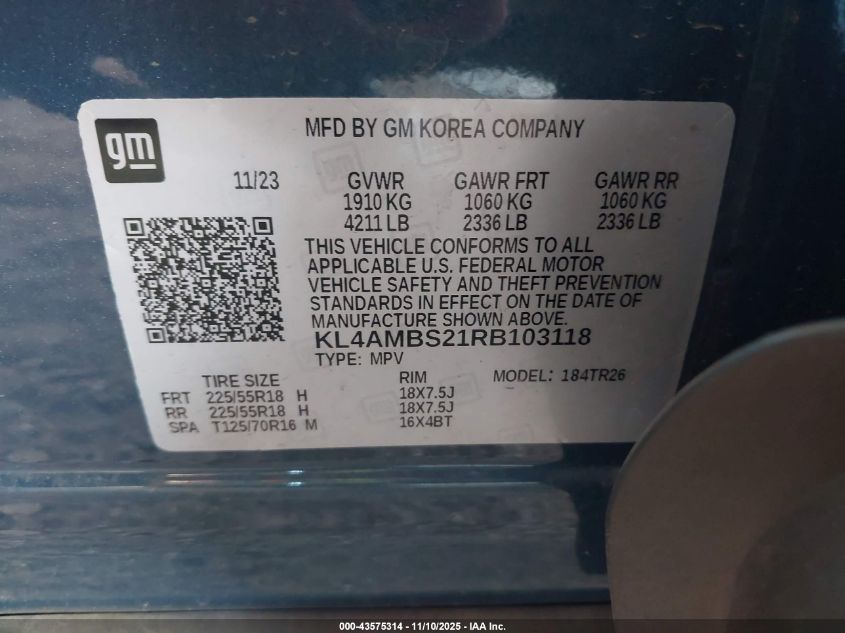 gm
MFD BY GM KOREA COMPANY
11/23 GVWR GAWR FRT GAWR RR
1910 KG 1060 KG 1060 KG
4211 LB 2336 LB 2336 LB
THIS VEHICLE CONFORMS TO ALL
APPLICABLE U.S. FEDERAL MOTOR
VEHICLE SAFETY AND THEFT PREVENTION
STANDARDS IN EFFECT ON THE DATE OF
MANUFACTURE SHOWN ABOVE.
KL4AMBS21RB103118
TYPE: MPV
TIRE SIZE RIM MODEL: 184TR26
FRT 225/55R18 H 18X7.5J
RR 225/55R18 H 18X7.5J
SPA T125/70R16 M 16X4BT
000-43575314 - 11/10/2025 - IAA Inc.